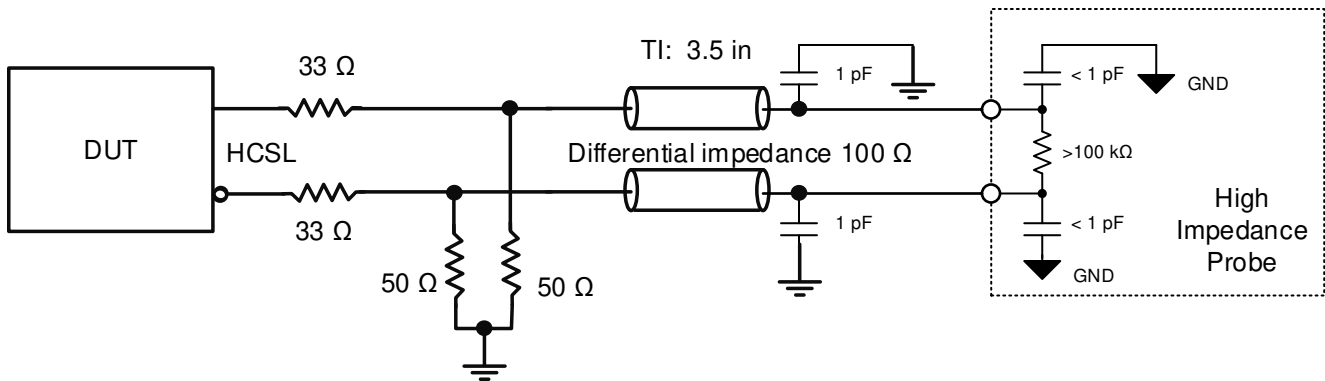 TI: 3.5 in
33 Ω
1 pF
< 1 pF
GND
DUT
HCSL
Differential impedance 100 Ω
>100 kΩ
33 Ω
1 pF
< 1 pF
High
Impedance
Probe
50 Ω
50 Ω
GND